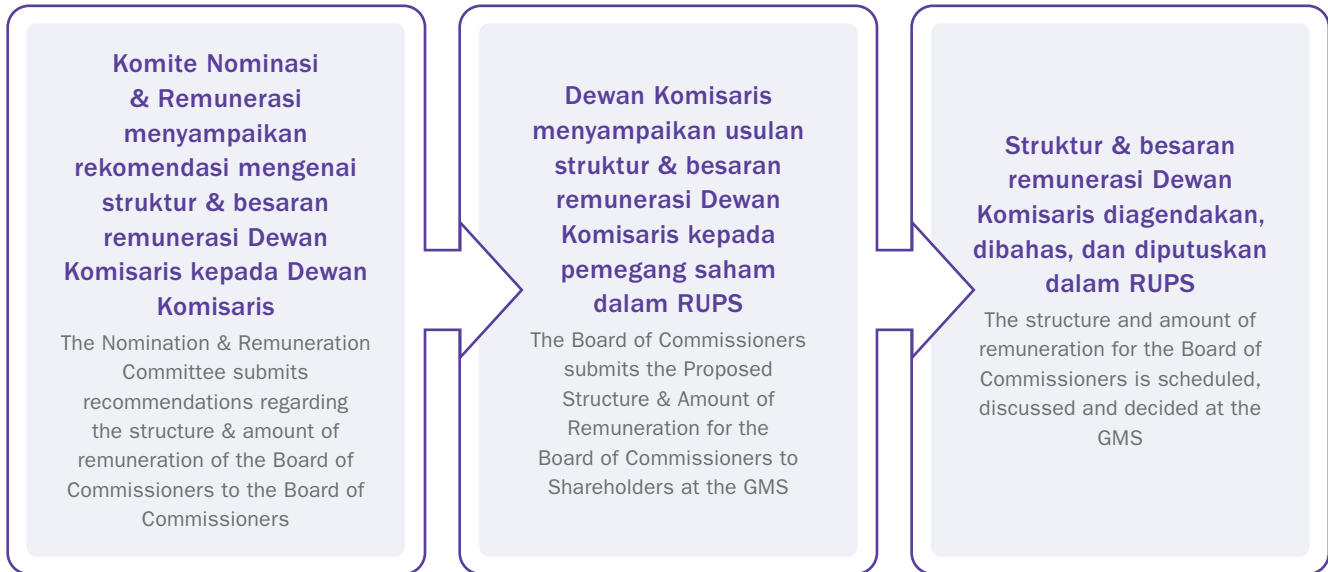 Komite Nominasi
& Remunerasi
menyampaikan
rekomendasi mengenai
struktur & besaran
remunerasi Dewan
Komisaris kepada Dewan
Komisaris
The Nomination & Remuneration
Committee submits
recommendations regarding
the structure & amount of
remuneration of the Board of
Commissioners to the Board of
Commissioners
Dewan Komisaris
menyampaikan usulan
struktur & besaran
remunerasi Dewan
Komisaris kepada
pemegang saham
dalam RUPS
The Board of Commissioners
submits the Proposed
Structure & Amount of
Remuneration for the
Board of Commissioners to
Shareholders at the GMS
Struktur & besaran
remunerasi Dewan
Komisaris diagendakan,
dibahas, dan diputuskan
dalam RUPS
The structure and amount of
remuneration for the Board of
Commissioners is scheduled,
discussed and decided at the
GMS